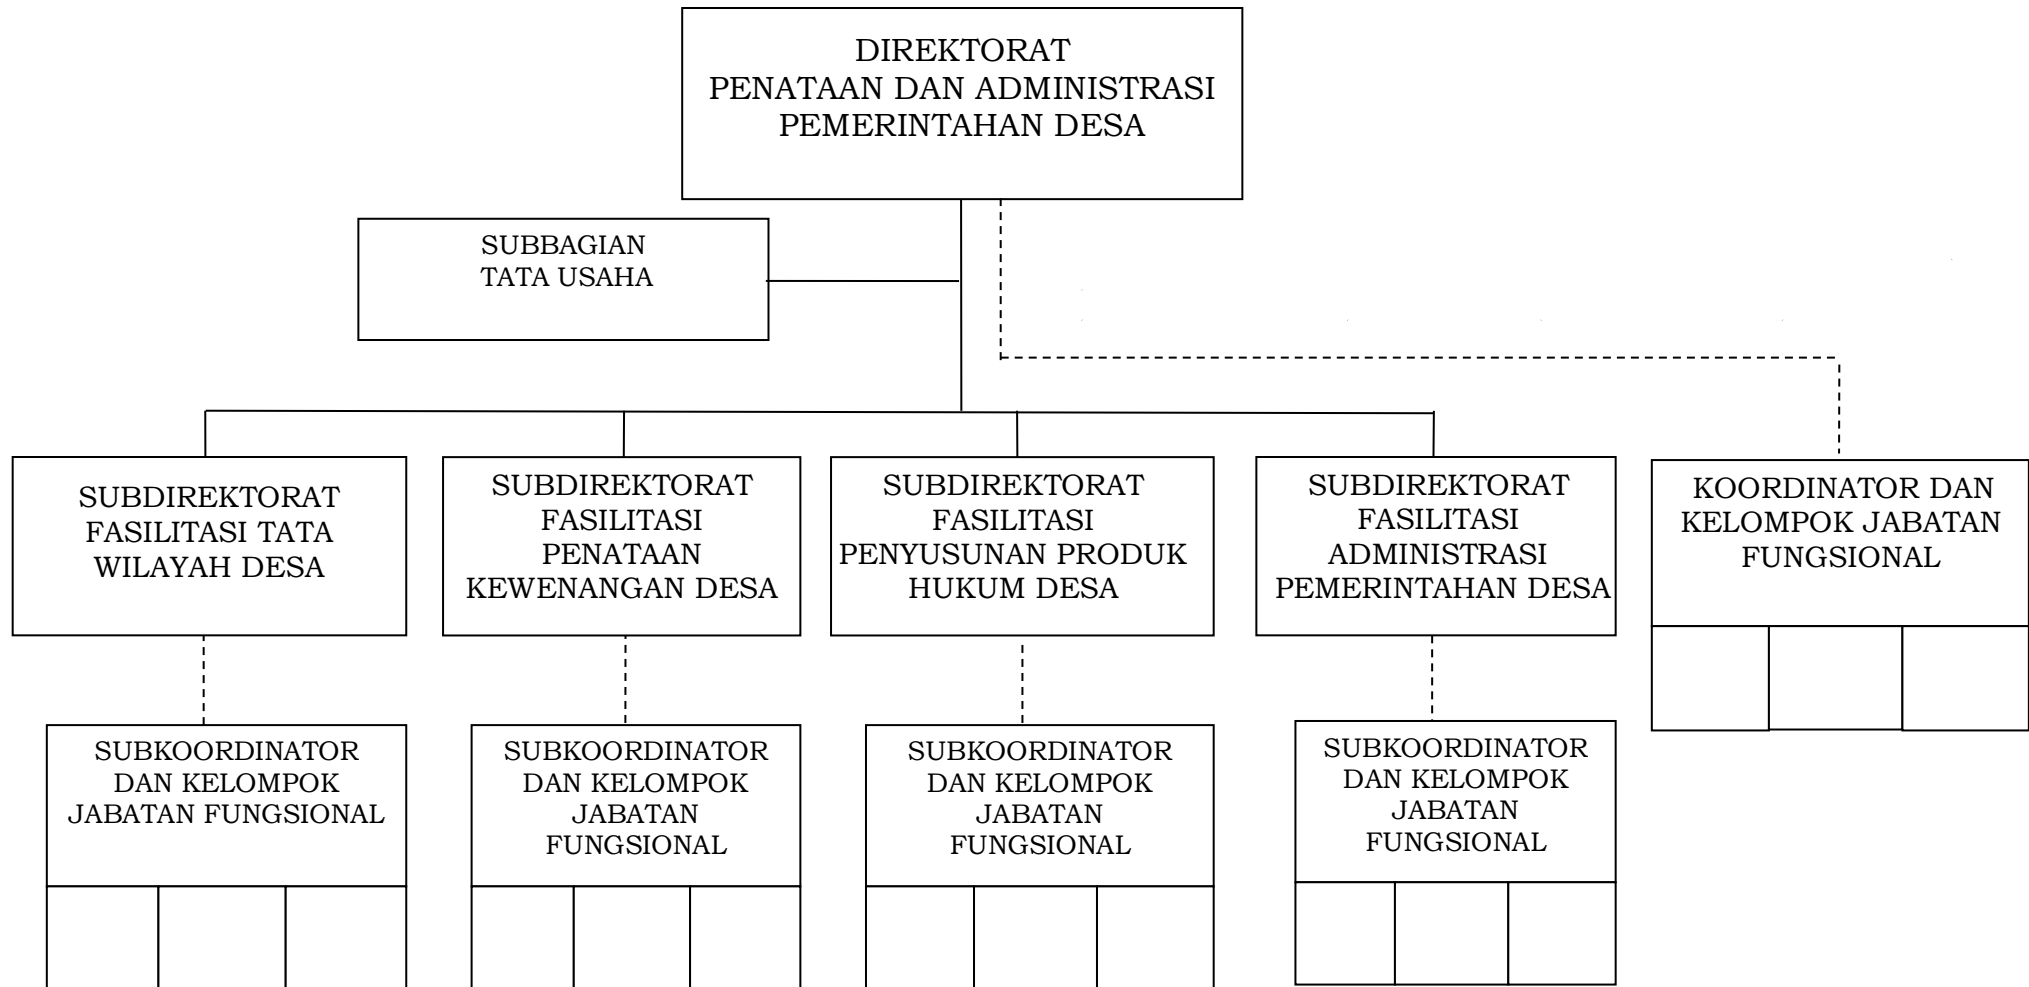 DIREKTORAT
PENATAAN DAN ADMINISTRASI
PEMERINTAHAN DESA
SUBBAGIAN
TATA USAHA
SUBDIREKTORAT
FASILITASI TATA
WILAYAH DESA
SUBDIREKTORAT
FASILITASI
PENATAAN
KEWENANGAN DESA
SUBDIREKTORAT
FASILITASI
PENYUSUNAN PRODUK
HUKUM DESA
SUBDIREKTORAT
FASILITASI
ADMINISTRASI
PEMERINTAHAN DESA
KOORDINATOR DAN
KELOMPOK JABATAN
FUNGSIONAL
SUBKOORDINATOR
DAN KELOMPOK
JABATAN FUNGSIONAL
SUBKOORDINATOR
DAN KELOMPOK
JABATAN
FUNGSIONAL
SUBKOORDINATOR
DAN KELOMPOK
JABATAN
FUNGSIONAL
SUBKOORDINATOR
DAN KELOMPOK
JABATAN
FUNGSIONAL